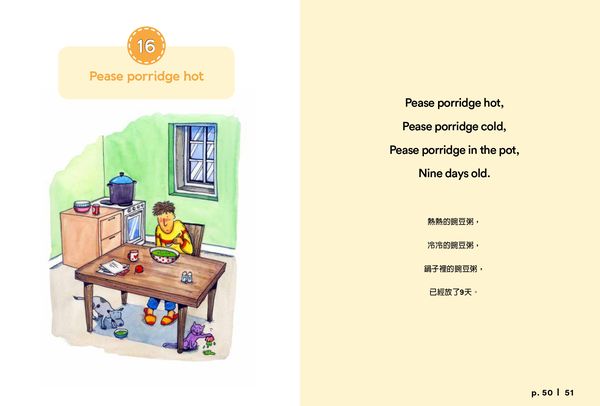 16
Pease porridge hot
Pease porridge hot,
Pease porridge cold,
Pease porridge in the pot,
Nine days old.
熱熱的豌豆粥，
冷冷的豌豆粥，
鍋子裡的豌豆粥，
已經放了9天。
p. 50 | 51